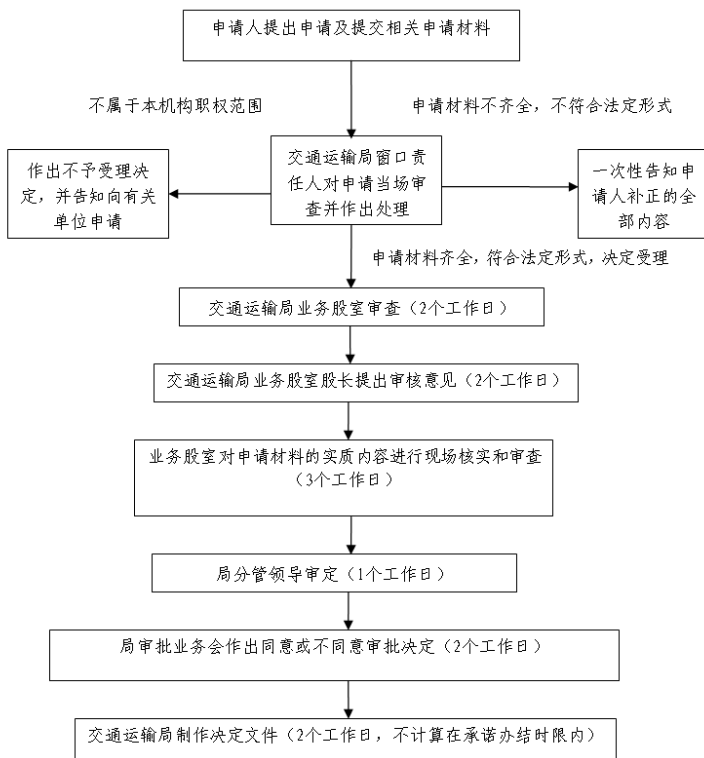 申请人提出申请及提交相关申请材料
不属于本机构职权范围
申请材料不齐全，不符合法定形式
作出不予受理决
定，并告知向有关
单位申请
交通运输局窗口责
任人对申请当场审
查并作出处理
一次性告知申
请人补正的全
部内容
申请材料齐全，符合法定形式，决定受理
交通运输局业务股室审查（2个工作日）
交通运输局业务股室股长提出审核意见（2个工作日）
业务股室对申请材料的实质内容进行现场核实和审查
（3个工作日）
局分管领导审定（1个工作日）
局审批业务会作出同意或不同意审批决定（2个工作日）
交通运输局制作决定文件（2个工作日，不计算在承诺办结时限内）